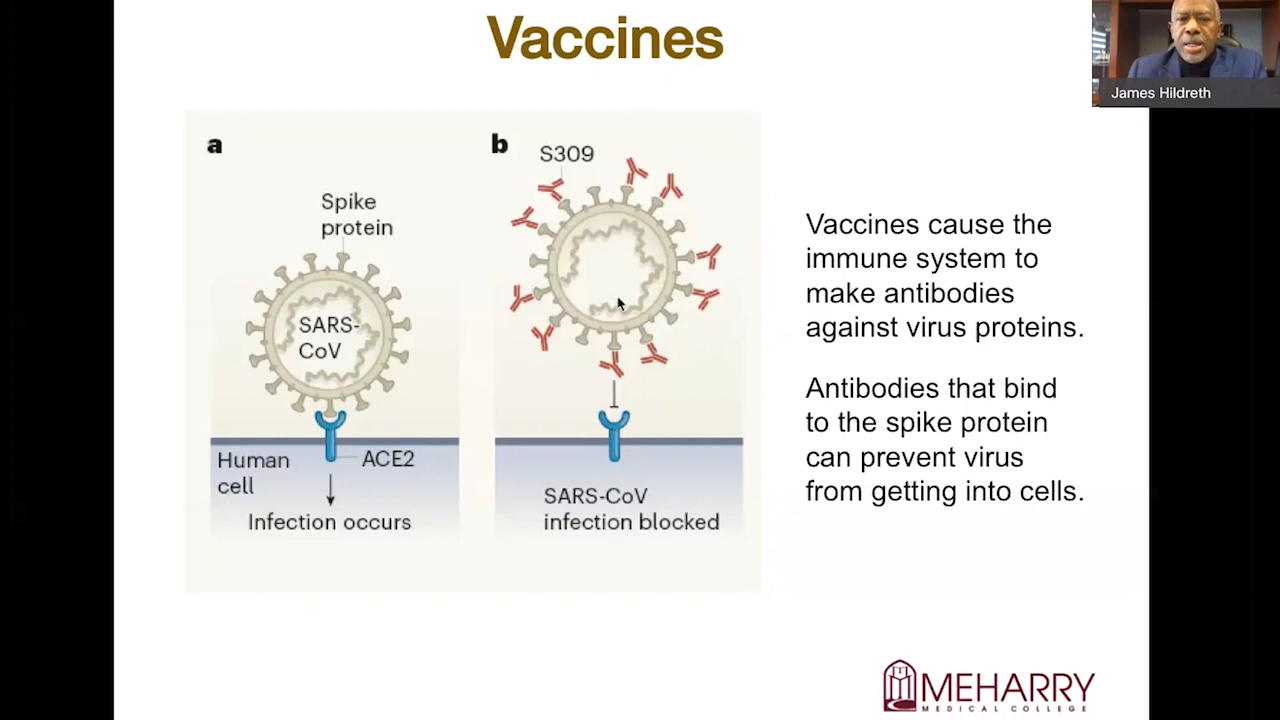 Vaccines
James Hildreth
a
Spike
protein
SARS-
CoV
Human
cell
ACE2
Infection occurs
b
S309
SARS-CoV
infection blocked
Vaccines cause the
immune system to
make antibodies
against virus proteins.
Antibodies that bind
to the spike protein
can prevent virus
from getting into cells.
MEHARRY
MEDICAL COLLEGE